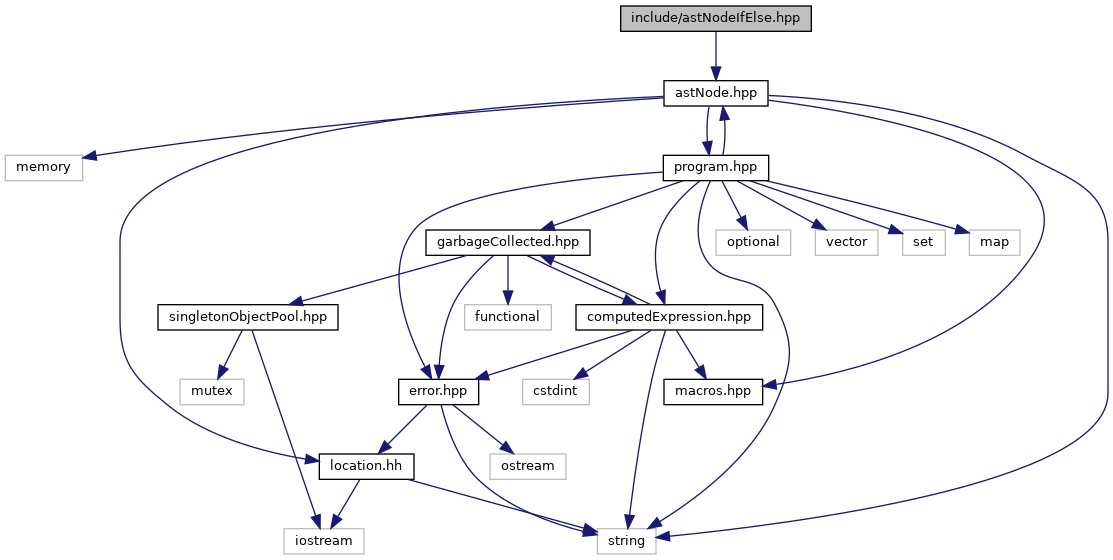 include/astNodeIfElse.hpp
astNode.hpp
memory
program.hpp
garbageCollected.hpp
optional
vector
set
map
singletonObjectPool.hpp
functional
computedExpression.hpp
mutex
error.hpp
cstdint
macros.hpp
location.hh
ostream
iostream
string